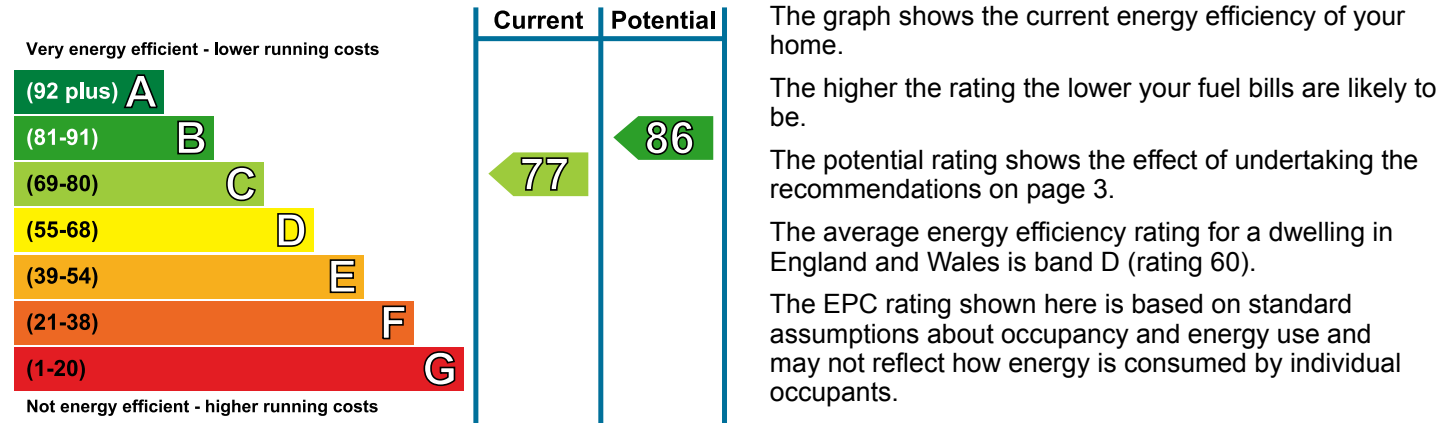 Current Potential
Very energy efficient - lower running costs
(92 plus) A
(81-91) B
86
(69-80) C
77
(55-68) D
(39-54) E
(21-38) F
(1-20) G
Not energy efficient - higher running costs
The graph shows the current energy efficiency of your
home.
The higher the rating the lower your fuel bills are likely to
be.
The potential rating shows the effect of undertaking the
recommendations on page 3.
The average energy efficiency rating for a dwelling in
England and Wales is band D (rating 60).
The EPC rating shown here is based on standard
assumptions about occupancy and energy use and
may not reflect how energy is consumed by individual
occupants.